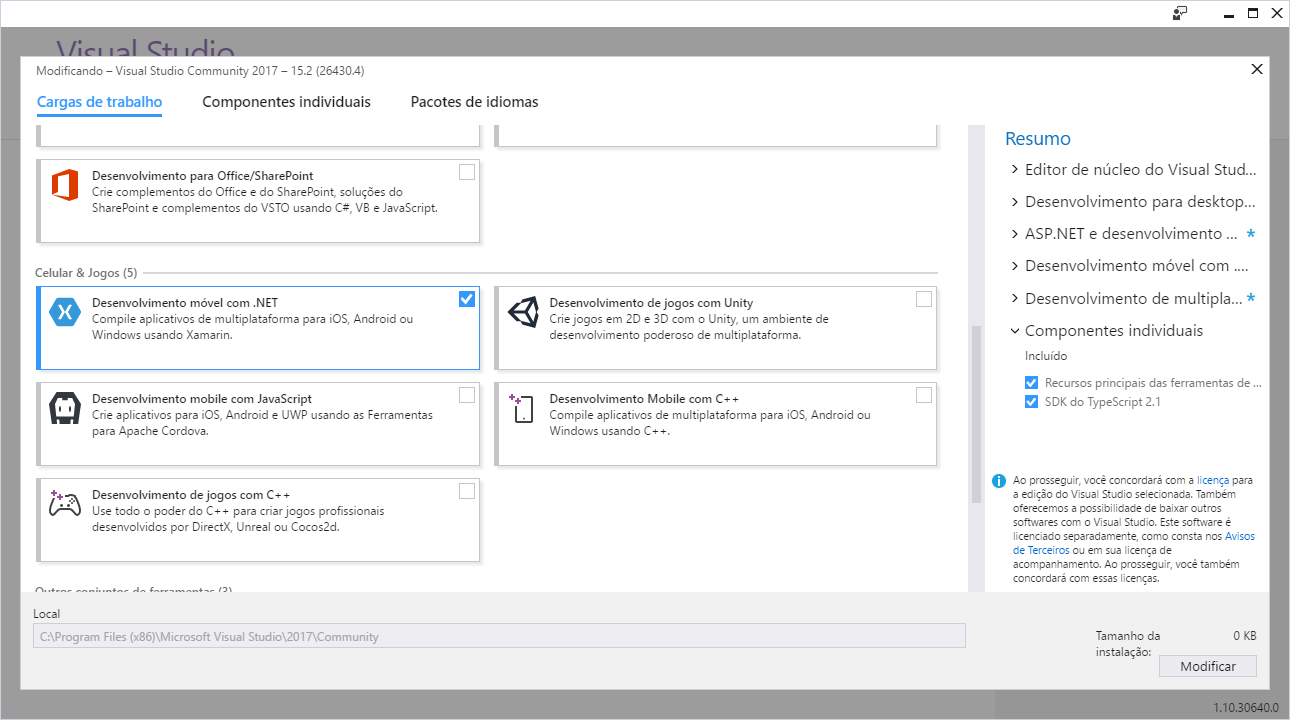 Visual Studio
Modificando – Visual Studio Community 2017 – 15.2 (26430.4)
Cargas de trabalho
Componentes individuais
Pacotes de idiomas
Desenvolvimento para Office/SharePoint
Crie complementos do Office e do SharePoint, soluções do
SharePoint e complementos do VSTO usando C#, VB e JavaScript.
Celular & Jogos (5)
Desenvolvimento móvel com .NET
Compile aplicativos de multiplataforma para iOS, Android ou
Windows usando Xamarin.
Desenvolvimento de jogos com Unity
Crie jogos em 2D e 3D com o Unity, um ambiente de
desenvolvimento poderoso de multiplataforma.
Desenvolvimento mobile com JavaScript
Crie aplicativos para iOS, Android e UWP usando as Ferramentas
para Apache Cordova.
Desenvolvimento Mobile com C++
Compile aplicativos de multiplataforma para iOS, Android ou
Windows usando C++.
Desenvolvimento de jogos com C++
Use todo o poder do C++ para criar jogos profissionais
desenvolvidos por DirectX, Unreal ou Cocos2d.
Outros conjuntos de ferramentas (3)
Resumo
Editor de núcleo do Visual Stud...
Desenvolvimento para desktop...
ASP.NET e desenvolvimento ... *
Desenvolvimento móvel com ....
Desenvolvimento de multipla... *
Componentes individuais
Incluído
Recursos principais das ferramentas de ...
SDK do TypeScript 2.1
Ao prosseguir, você concordará com a licença para
a edição do Visual Studio selecionada. Também
oferecemos a possibilidade de baixar outros
softwares com o Visual Studio. Este software é
licenciado separadamente, como consta nos Avisos
de Terceiros ou em sua licença de
acompanhamento. Ao prosseguir, você também
concordará com essas licenças.
Local
C:\Program Files (x86)\Microsoft Visual Studio\2017\Community
Tamanho da
instalação:
0 KB
Modificar
1.10.30640.0